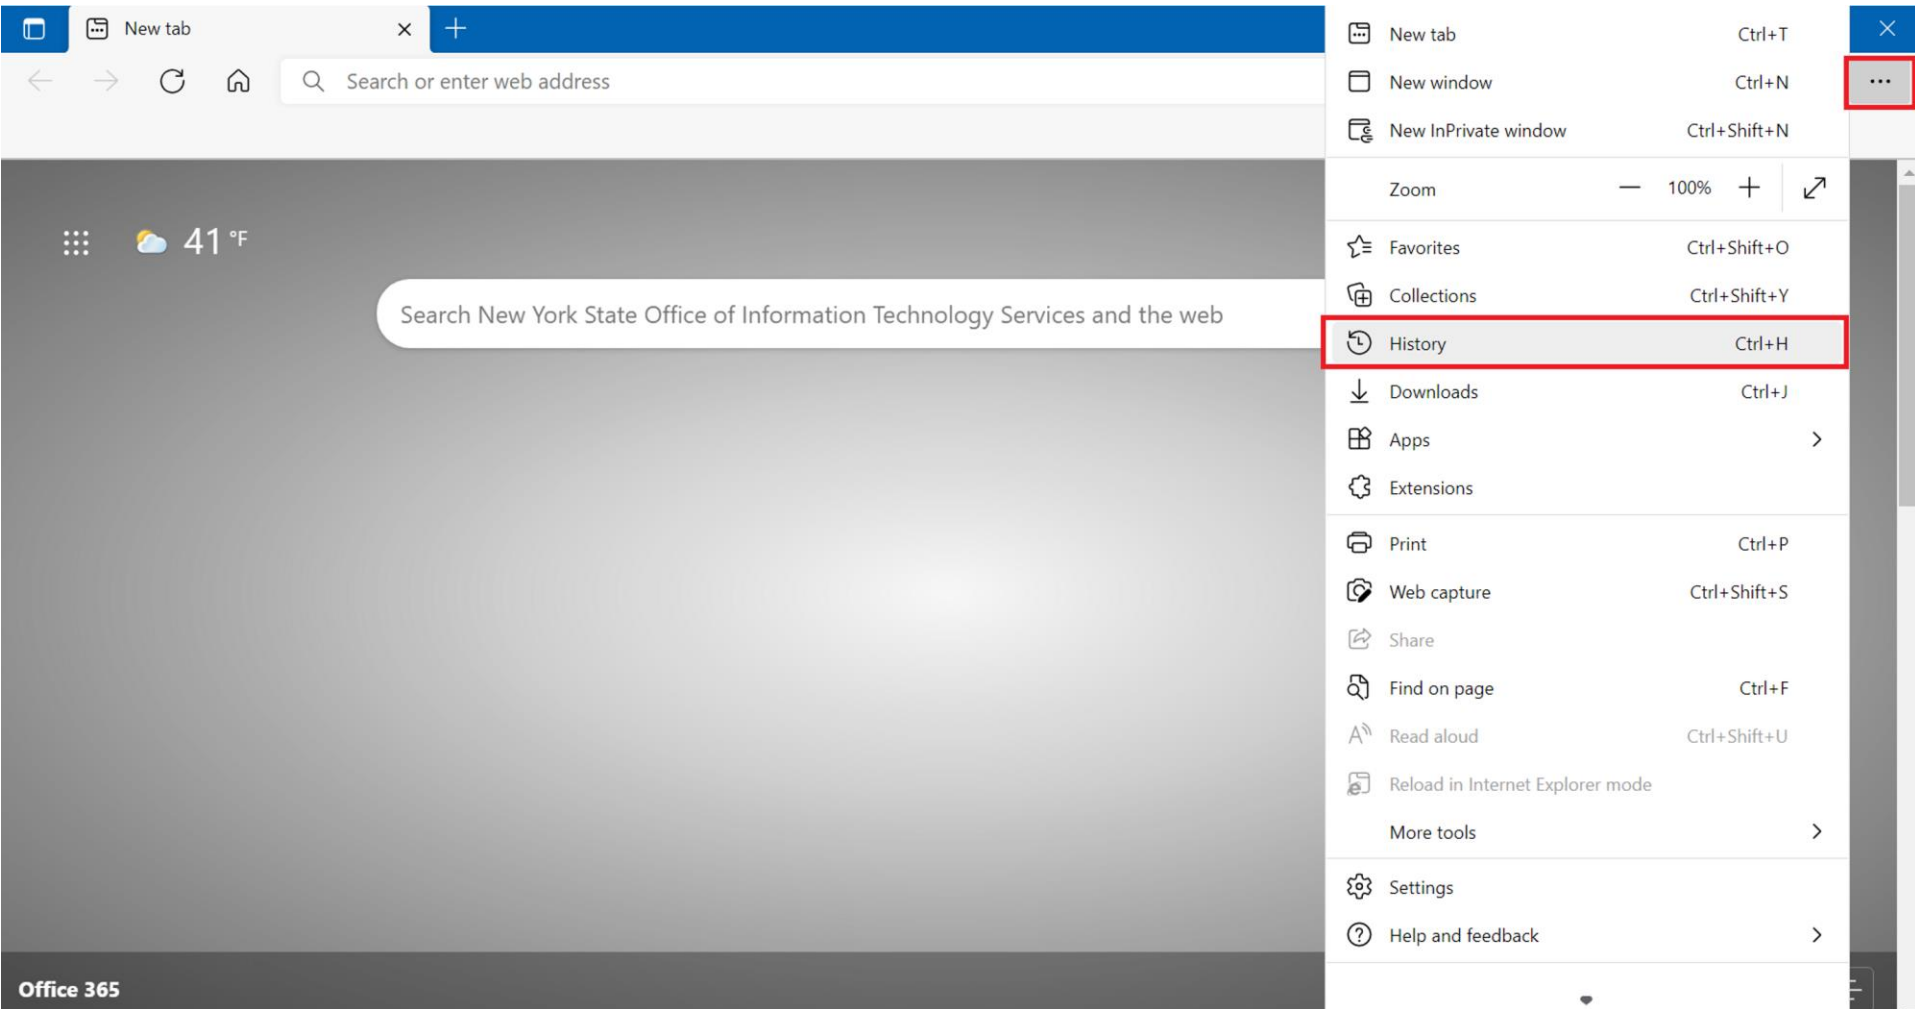 New tab
Search or enter web address
41 °F
Search New York State Office of Information Technology Services and the web
Office 365
New tab Ctrl+T
New window Ctrl+N
New InPrivate window Ctrl+Shift+N
Zoom 100%
Favorites Ctrl+Shift+O
Collections Ctrl+Shift+Y
History Ctrl+H
Downloads Ctrl+J
Apps
Extensions
Print Ctrl+P
Web capture Ctrl+Shift+S
Share
Find on page Ctrl+F
Read aloud Ctrl+Shift+U
Reload in Internet Explorer mode
More tools
Settings
Help and feedback